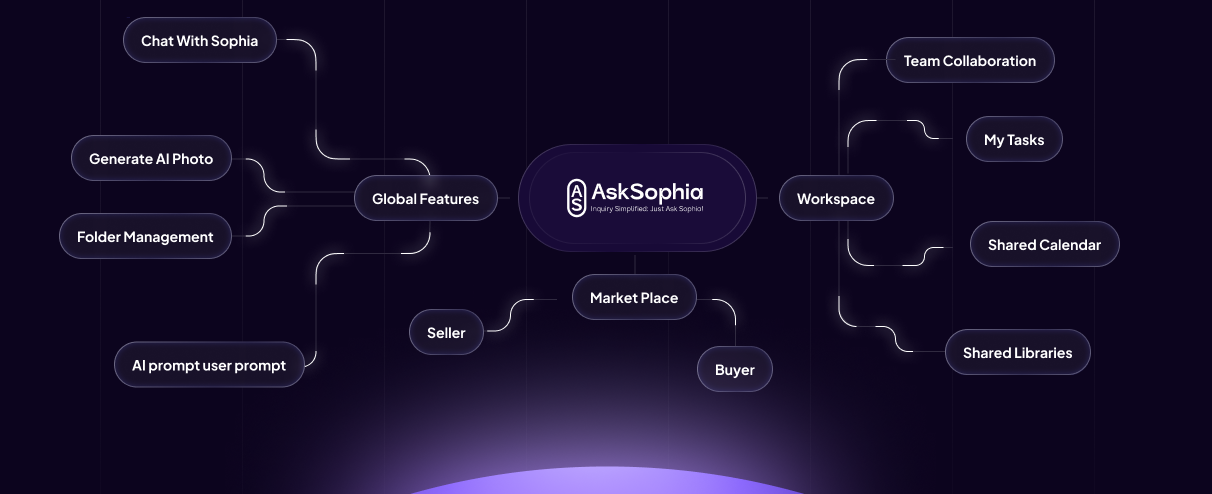 Chat With Sophia
Team Collaboration
My Tasks
Generate AI Photo
Global Features
AS
AskSophia
Inquiry Simplified: Just Ask Sophia!
Workspace
Folder Management
Shared Calendar
Market Place
Seller
Shared Libraries
AI prompt user prompt
Buyer